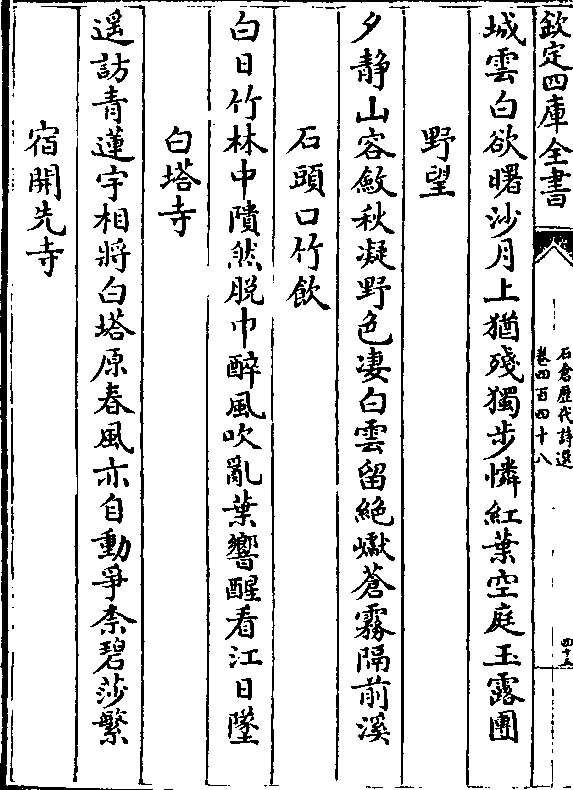 欽定四庫全書
石倉歴代詩選
卷四百四十八
四十五
城雲白欲曙沙月上猶殘獨步憐紅葉空庭玉露團
野望
夕靜山容斂秋凝野色凄白雲留絶巘蒼霧隔前溪
石頭口竹飲
白日竹林中隤然脱巾醉風吹亂葉響醒看江日墜
白塔寺
遥訪青蓮宇相將白塔原春風亦自動爭柰碧莎繁
宿開先寺